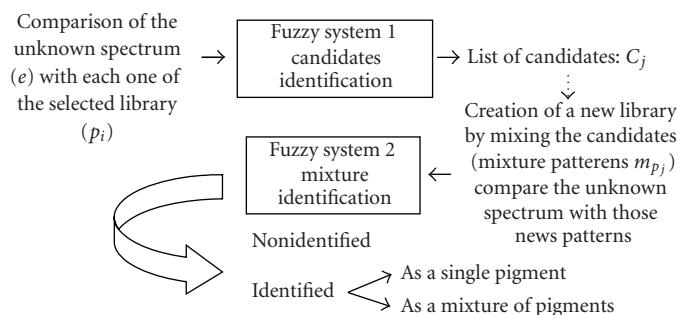 Comparison of the
unknown spectrum
(e) with each one of
the selected library
(p_i)
Fuzzy system 1
candidates
identification
List of candidates: C_j
Creation of a new library
by mixing the candidates
(mixture patterens m_{p_j})
compare the unknown
spectrum with those
news patterns
Fuzzy system 2
mixture
identification
Nonidentified
Identified
As a single pigment
As a mixture of pigments